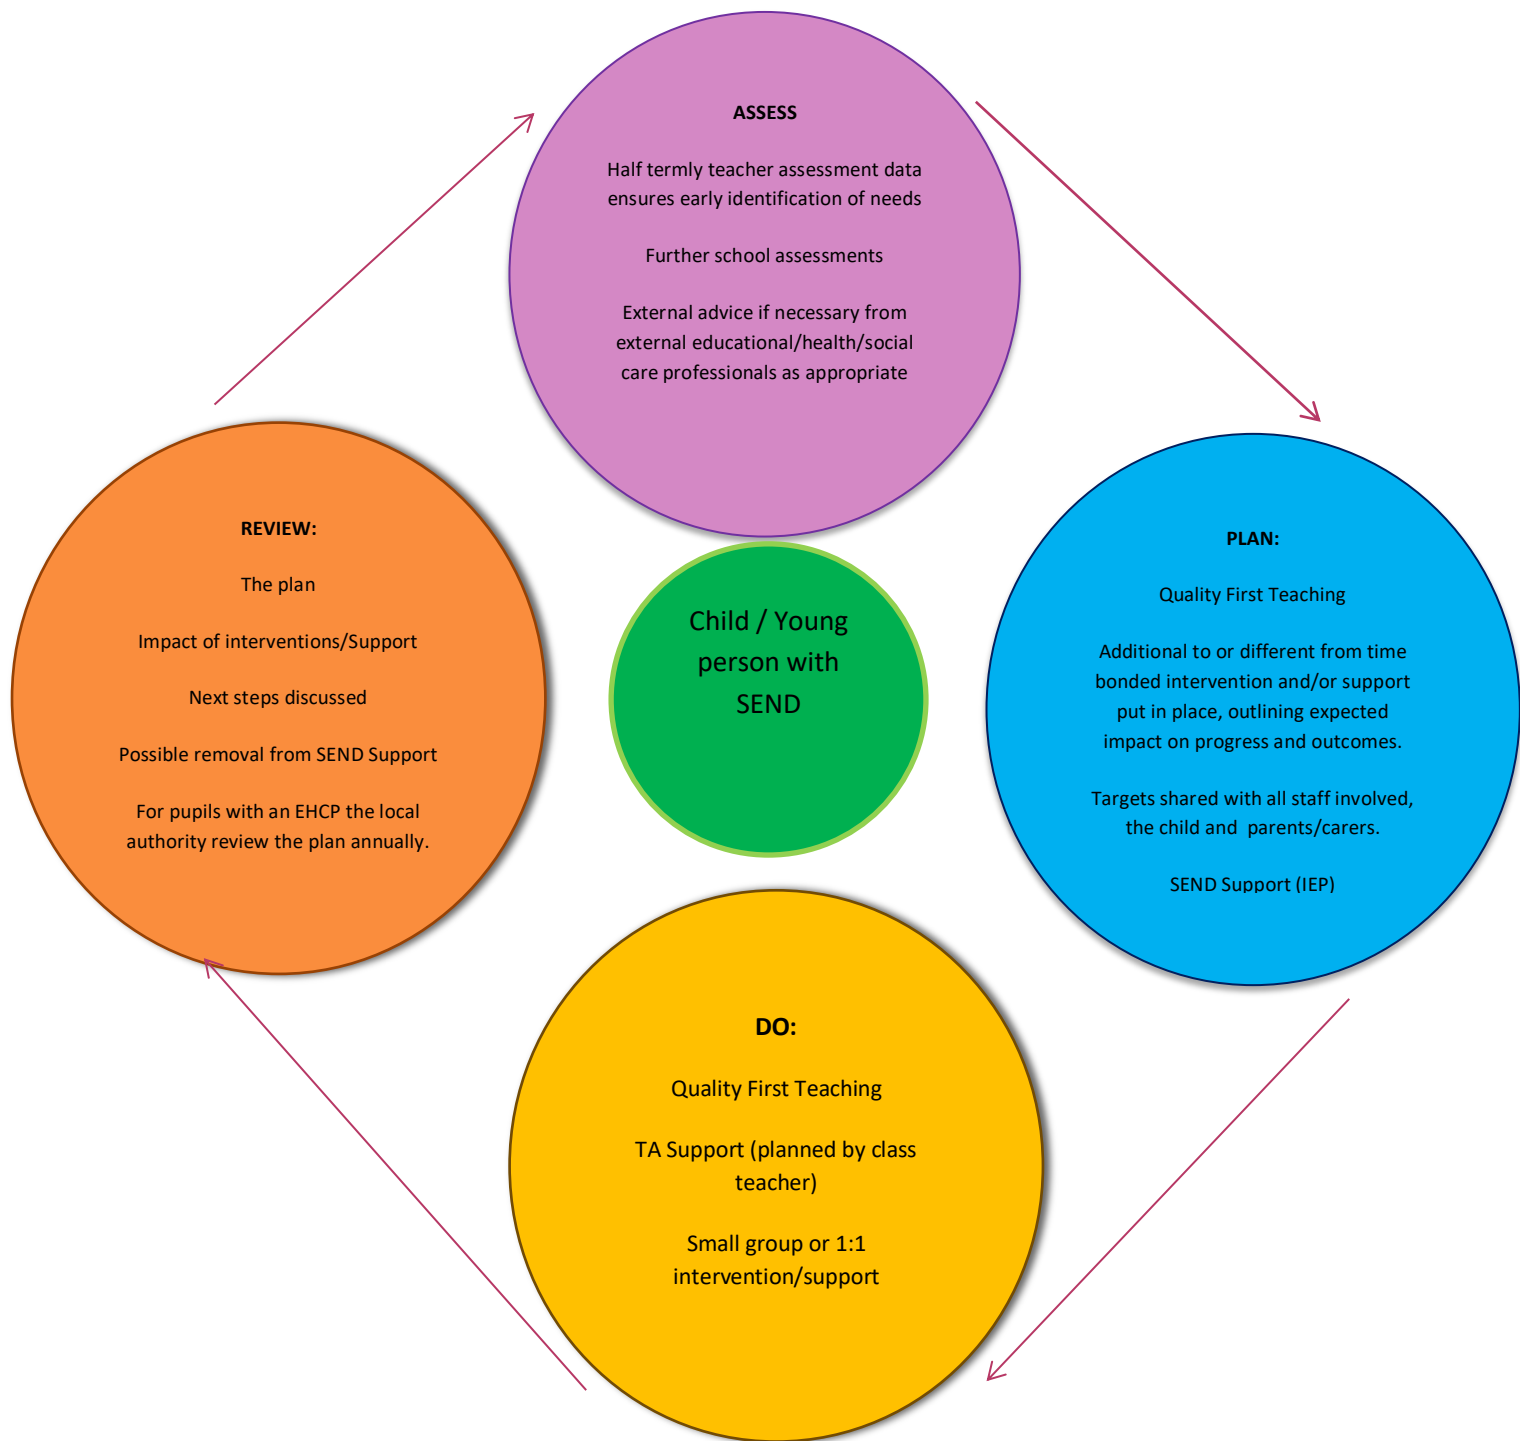 ASSESS
Half termly teacher assessment data
ensures early identification of needs
Further school assessments
External advice if necessary from
external educational/health/social
care professionals as appropriate
PLAN:
Quality First Teaching
Additional to or different from time
bonded intervention and/or support
put in place, outlining expected
impact on progress and outcomes.
Targets shared with all staff involved,
the child and  parents/carers.
SEND Support (IEP)
DO:
Quality First Teaching
TA Support (planned by class
teacher)
Small group or 1:1
intervention/support
REVIEW:
The plan
Impact of interventions/Support
Next steps discussed
Possible removal from SEND Support
For pupils with an EHCP the local
authority review the plan annually.
Child / Young
person with
SEND